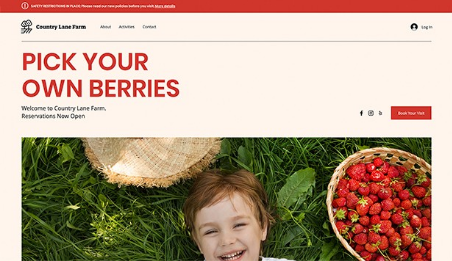 SAFETY RESTRICTIONS IN PLACE: Please read our new policies before you visit. More details
Country Lane Farm
About
Activities
Contact
Log In
PICK YOUR
OWN BERRIES
Welcome to Country Lane Farm.
Reservations Now Open
Book Your Visit